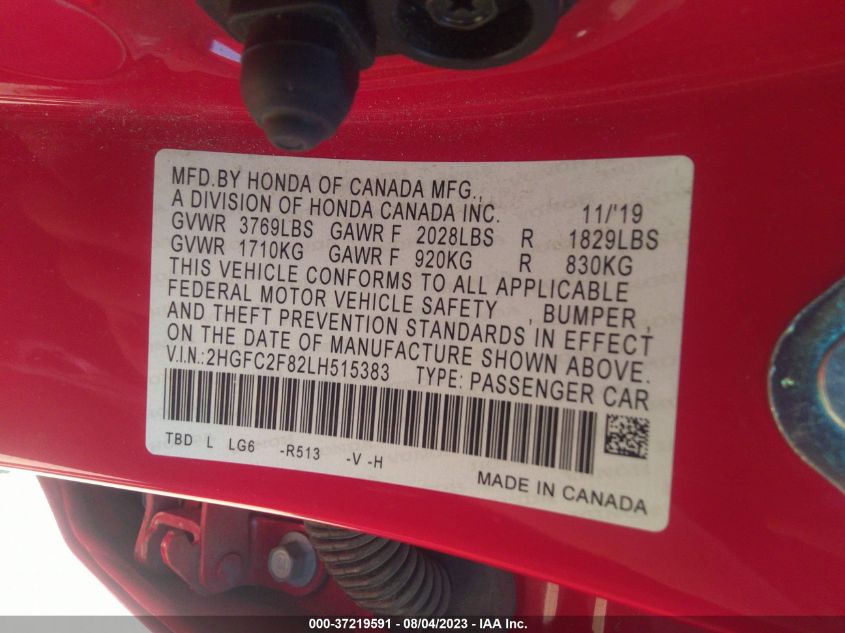 MFD.BY HONDA OF CANADA MFG.,
A DIVISION OF HONDA CANADA INC. 11/'19
GVWR 3769LBS GAWR F 2028LBS R 1829LBS
GVWR 1710KG GAWR F 920KG R 830KG
THIS VEHICLE CONFORMS TO ALL APPLICABLE
FEDERAL MOTOR VEHICLE SAFETY , BUMPER ,
AND THEFT PREVENTION STANDARDS IN EFFECT
ON THE DATE OF MANUFACTURE SHOWN ABOVE.
V.I.N.:2HGFC2F82LH515383 TYPE: PASSENGER CAR
TBD L LG6 -R513 -V -H
MADE IN CANADA
000-37219591 - 08/04/2023 - IAA Inc.